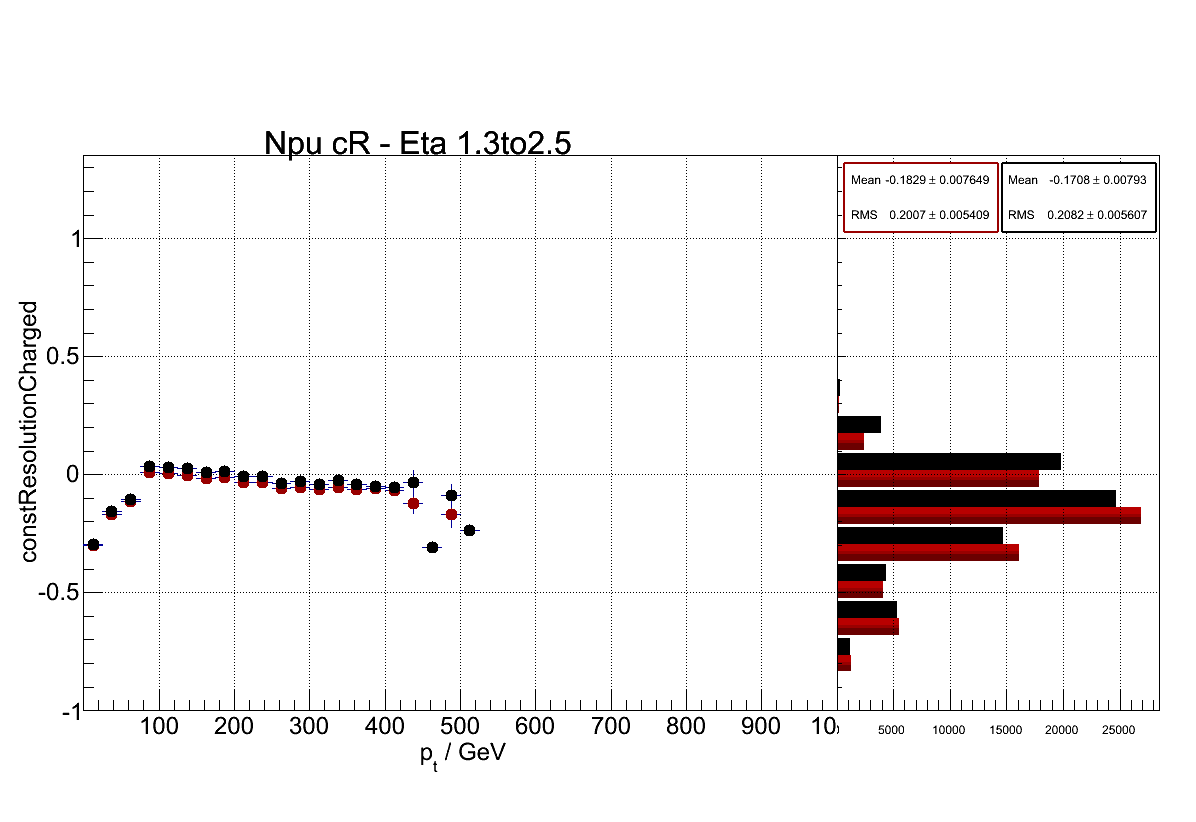 Npu cR - Eta 1.3to2.5
Mean -0.1829 ± 0.007649
RMS 0.2007 ± 0.005409
Mean -0.1708 ± 0.00793
RMS 0.2082 ± 0.005607
constResolutionCharged
1
0.5
0
-0.5
-1
100 200 300 400 500 600 700 800 900 10
5000 10000 15000 20000 25000
p_t / GeV